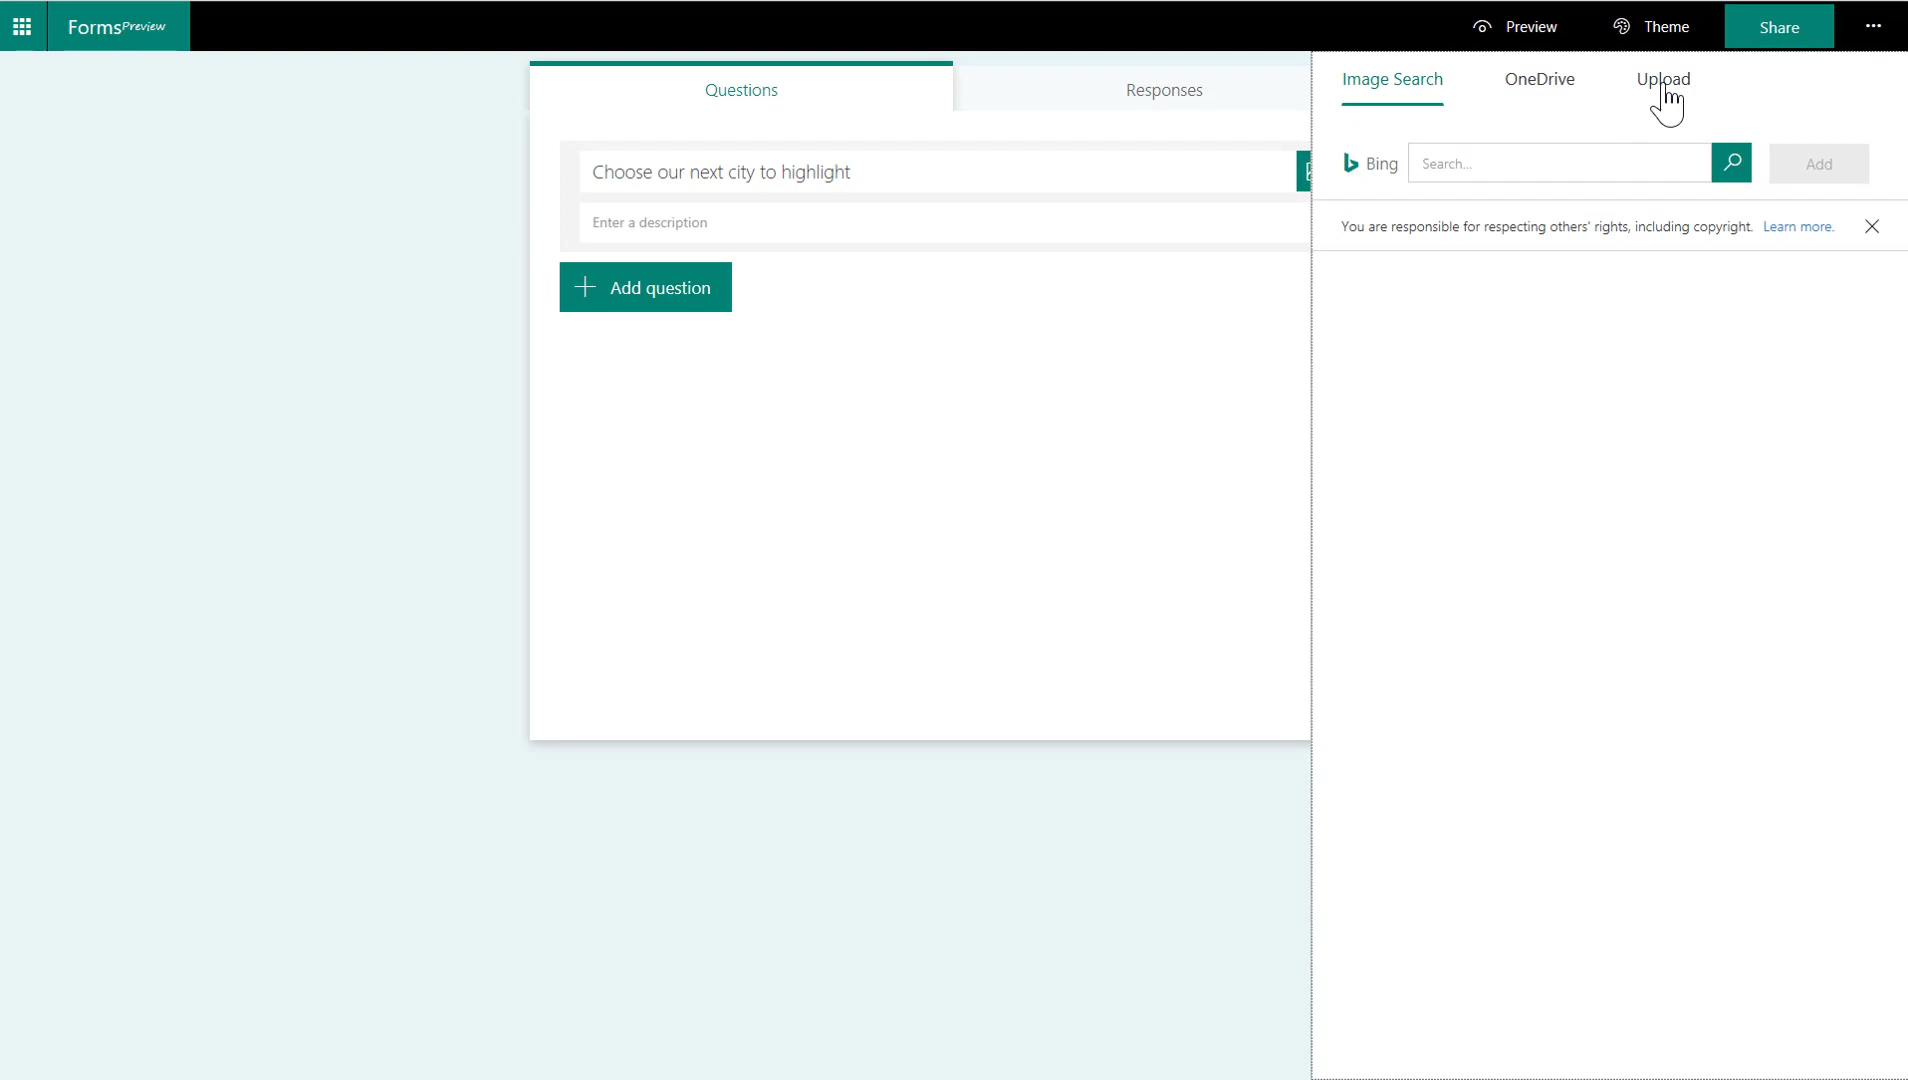 Forms Preview
Preview
Theme
Share
Questions
Responses
Image Search
OneDrive
Upload
Choose our next city to highlight
Enter a description
Add question
Bing
Search...
Add
You are responsible for respecting others' rights, including copyright. Learn more.